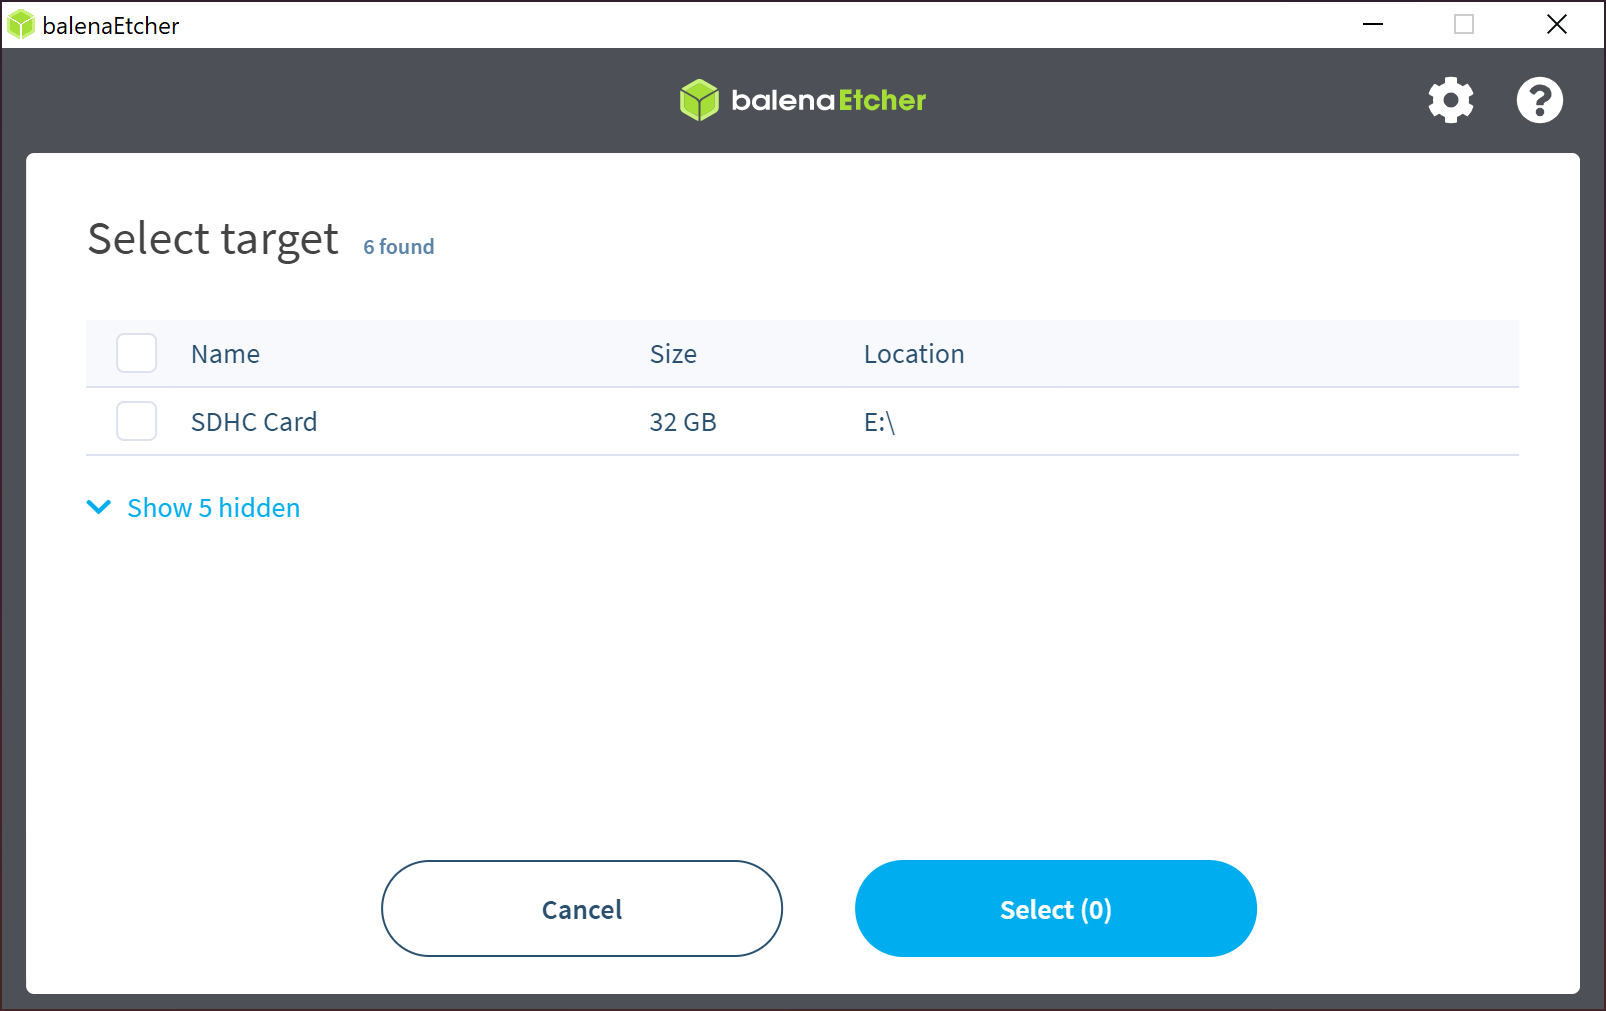 balenaEtcher
balenaEtcher
Select target 6 found
Name Size Location
SDHC Card 32 GB E:\
Show 5 hidden
Cancel Select (0)